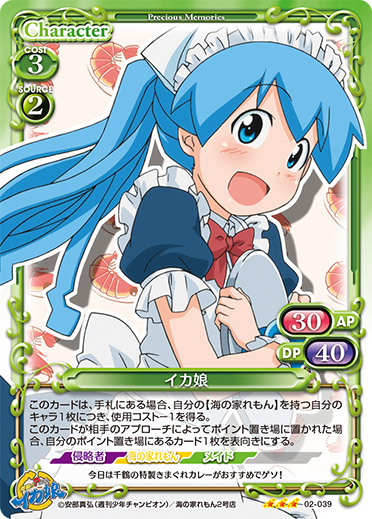 Precious Memories
Character
COST
3
SOURCE
2
30 AP
DP 40
イカ娘
このカードは、手札にある場合、自分の【海の家れもん】を持つ自分の
キャラ1枚につき、使用コスト－1を得る。
このカードが相手のアプローチによってポイント置き場に置かれた場
合、自分のポイント置き場にあるカード1枚を表向きにする。
侵略者 海の家れもん メイド
今日は千鶴の特製きまぐれカレーがおすすめでゲソ!
イカ娘
©安部真弘(週刊少年チャンピオン)/海の家れもん2号店
02-039